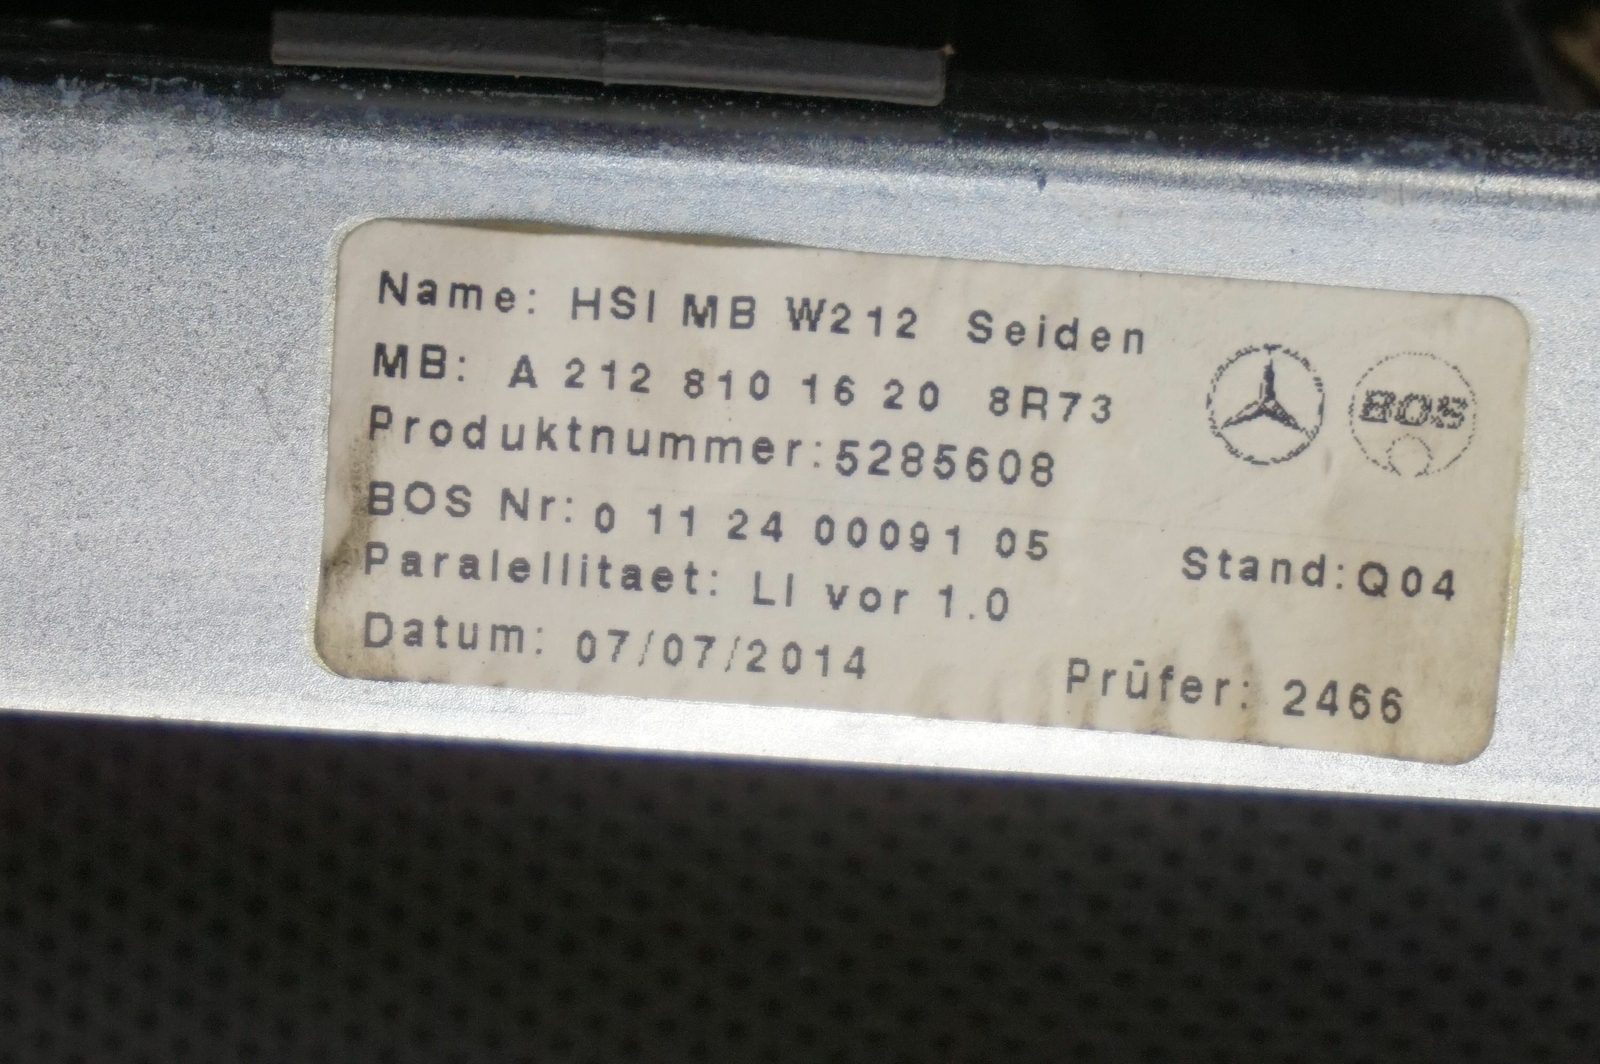 Name: HSI MB W212 Seiden
MB: A 212 810 16 20 8R73
Produktnummer:5285608
BOS
BOS Nr: 0 11 24 00091 05
Stand:Q04
Paralellitaet: LI vor 1.0
Datum: 07/07/2014
Prüfer: 2466